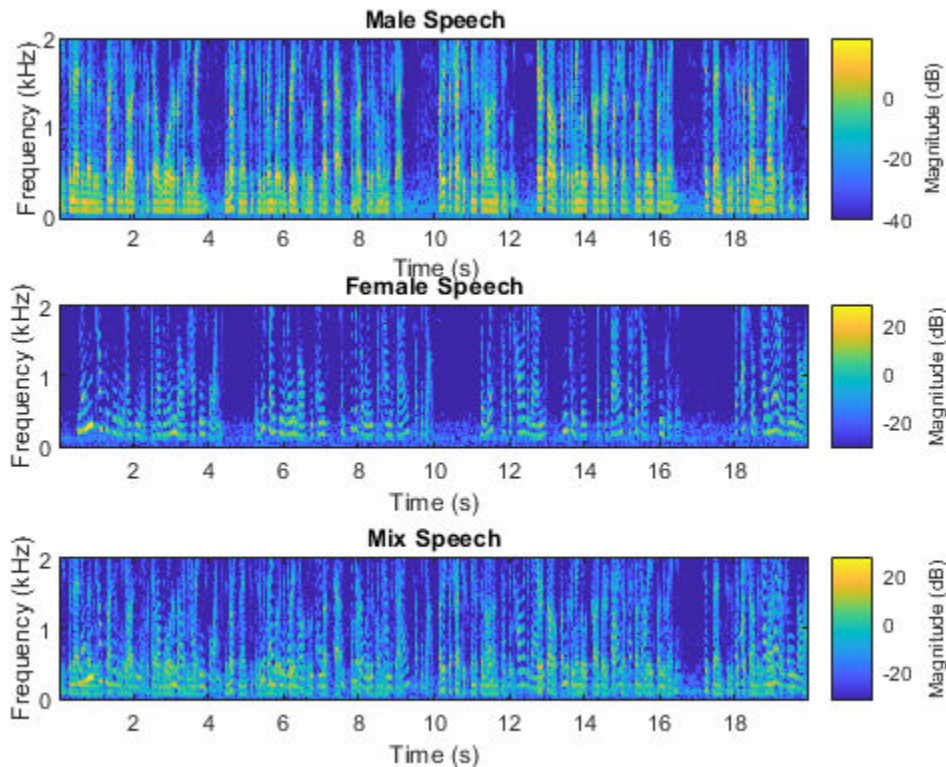 Male Speech
Frequency (kHz)
2
1
0
2 4 6 8 10 12 14 16 18
Time (s)
0
-20
-40
Magnitude (dB)
Female Speech
Frequency (kHz)
2
1
0
2 4 6 8 10 12 14 16 18
Time (s)
20
0
-20
Magnitude (dB)
Mix Speech
Frequency (kHz)
2
1
0
2 4 6 8 10 12 14 16 18
Time (s)
20
0
-20
Magnitude (dB)